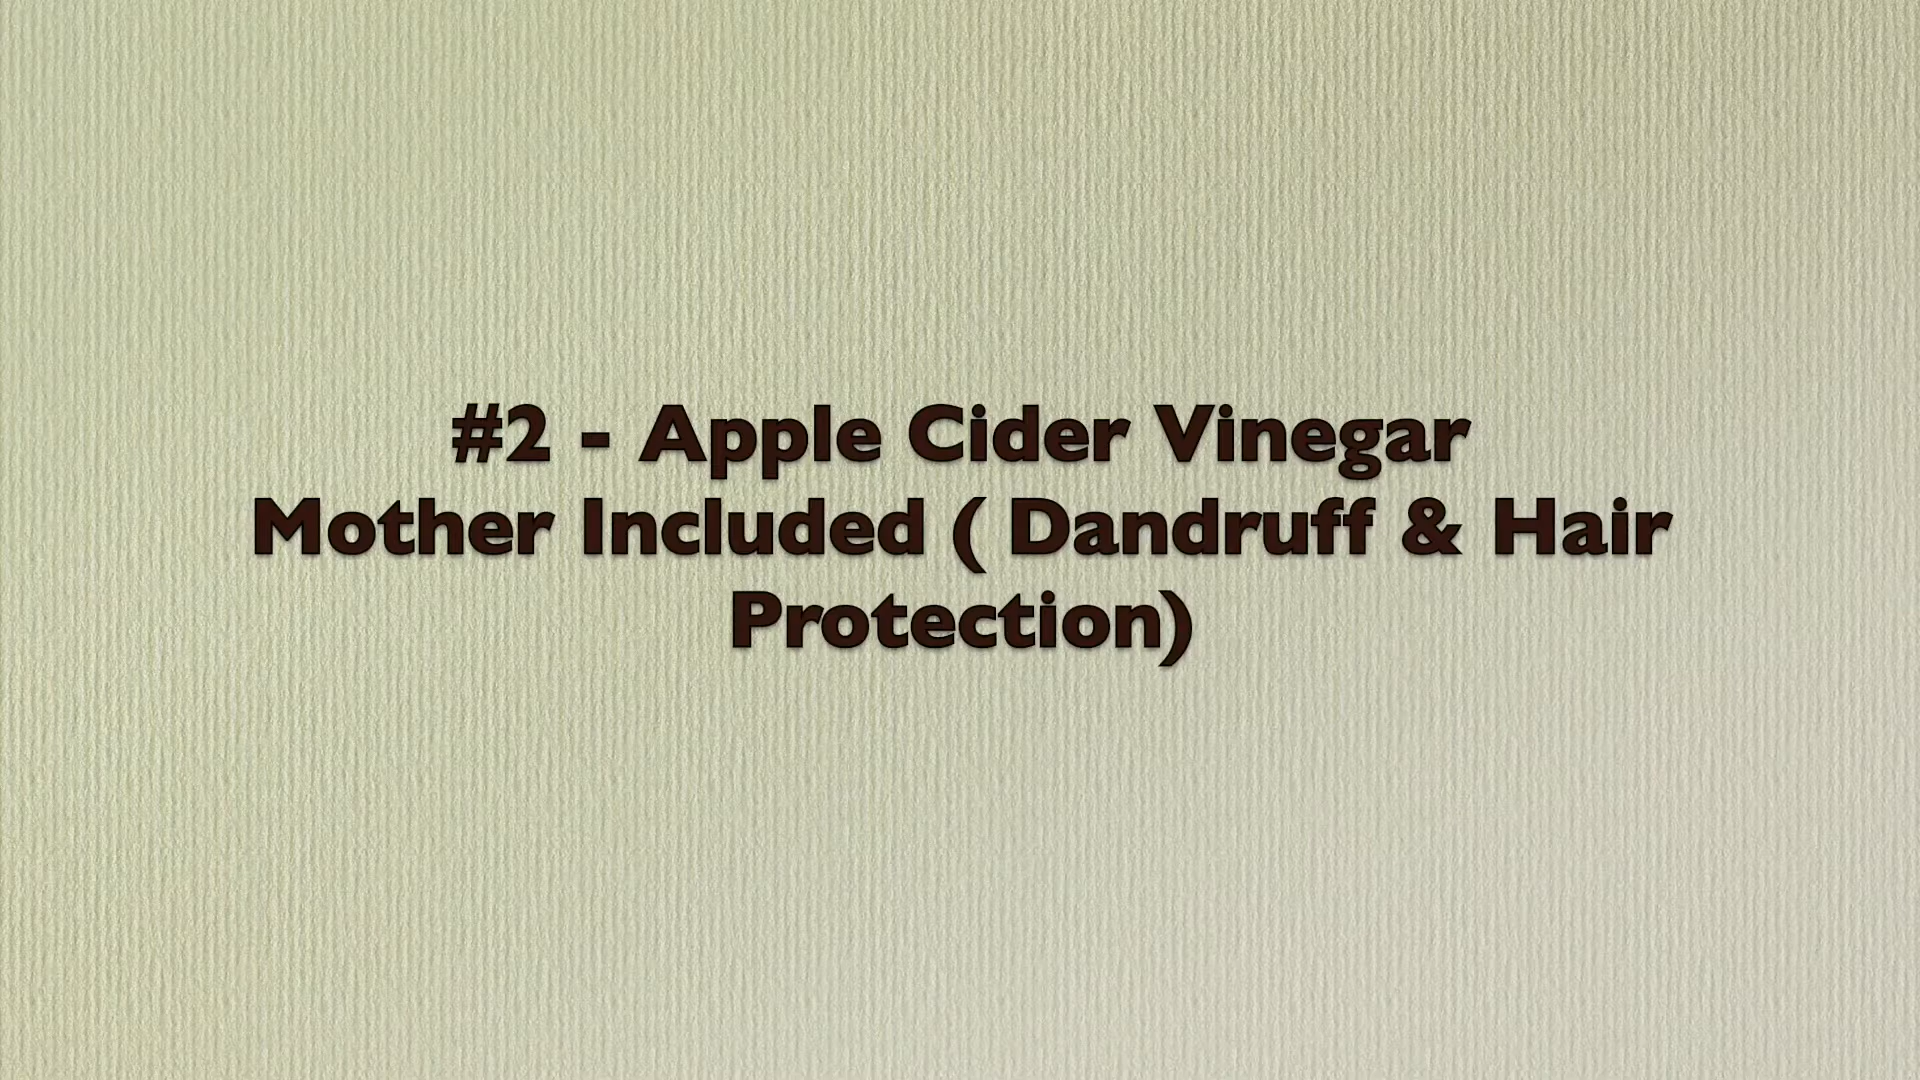 #2 - Apple Cider Vinegar
Mother Included ( Dandruff & Hair
Protection)